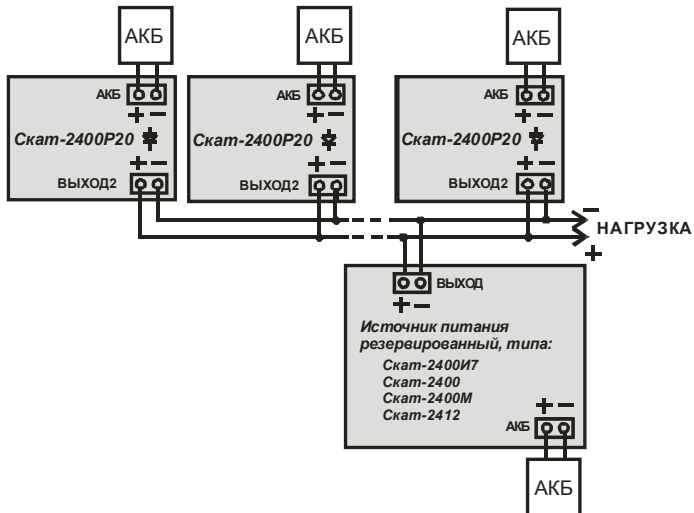 АКБ АКБ АКБ
АКБ АКБ АКБ
+ − + − + −
Скат-2400Р20 Скат-2400Р20 Скат-2400Р20
+ − + − + −
ВЫХОД2 ВЫХОД2 ВЫХОД2
−
НАГРУЗКА
+
ВЫХОД
+ −
Источник питания
резервированный, типа:
Скат-2400И7
Скат-2400
Скат-2400М
Скат-2412
+ −
АКБ
АКБ